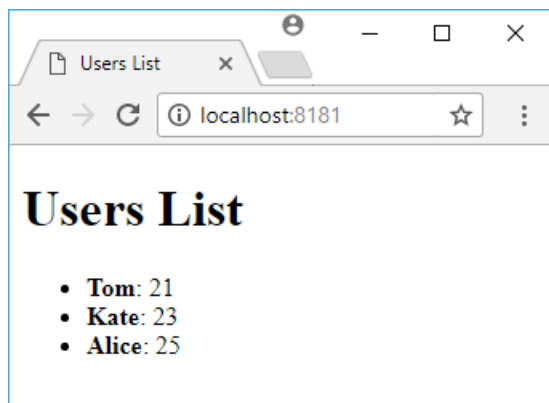 Users List
localhost:8181
Users List
Tom: 21
Kate: 23
Alice: 25